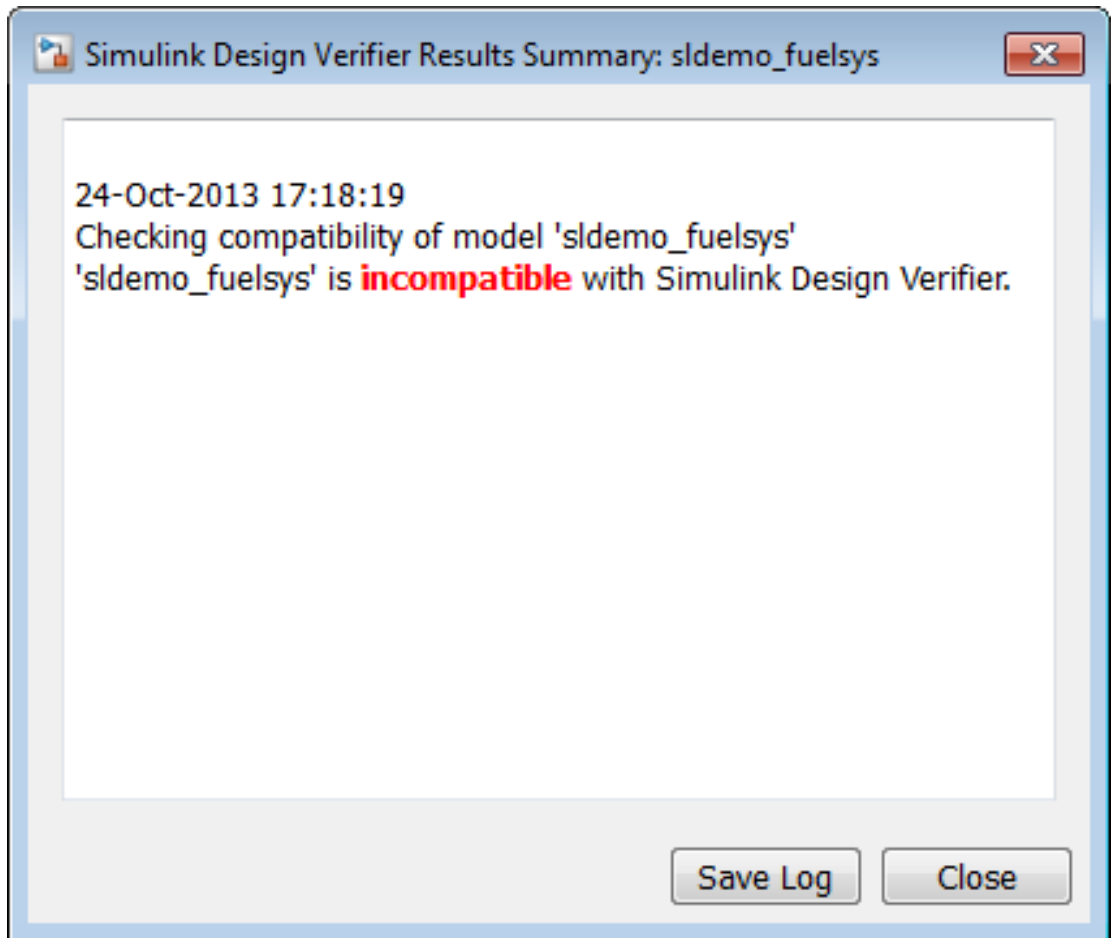 Simulink Design Verifier Results Summary: sldemo_fuelsys
24-Oct-2013 17:18:19
Checking compatibility of model 'sldemo_fuelsys'
'sldemo_fuelsys' is incompatible with Simulink Design Verifier.
Save Log Close